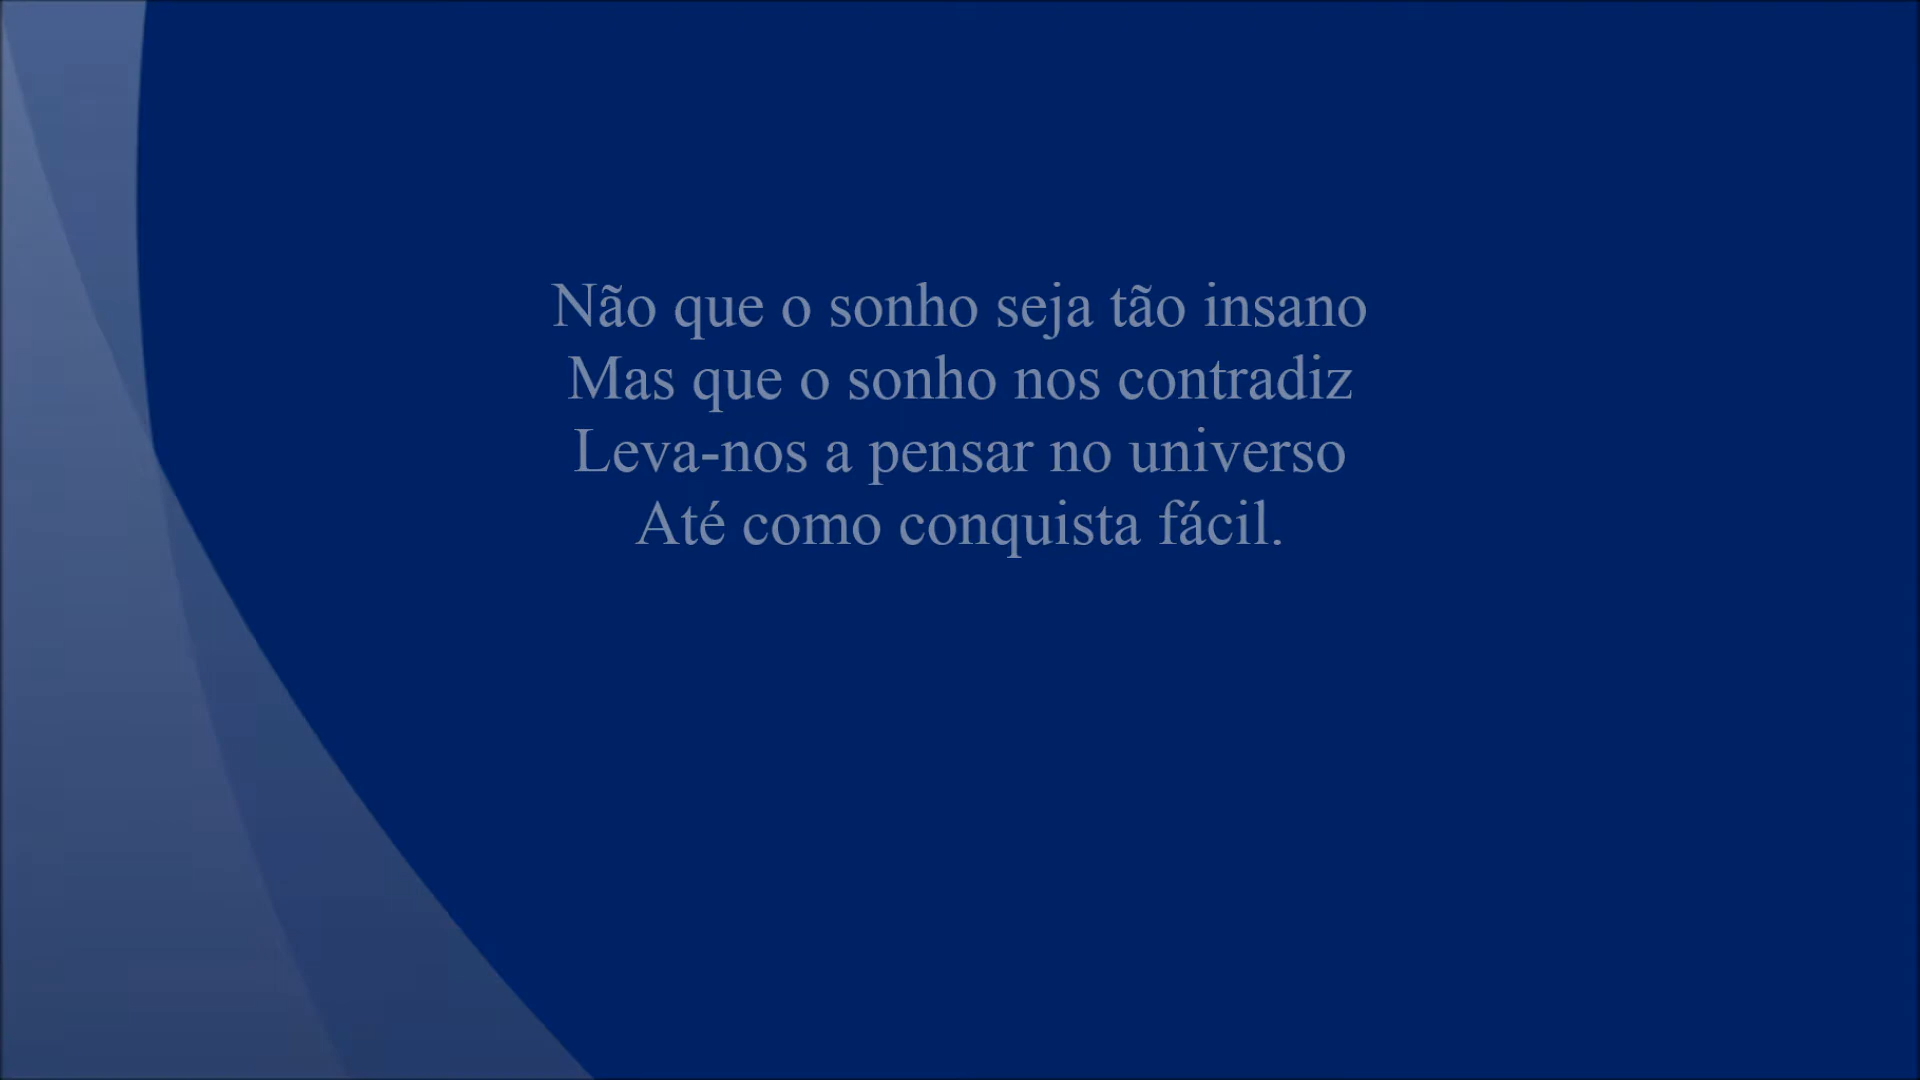 Não que o sonho seja tão insano
Mas que o sonho nos contradiz
Leva-nos a pensar no universo
Até como conquista fácil.